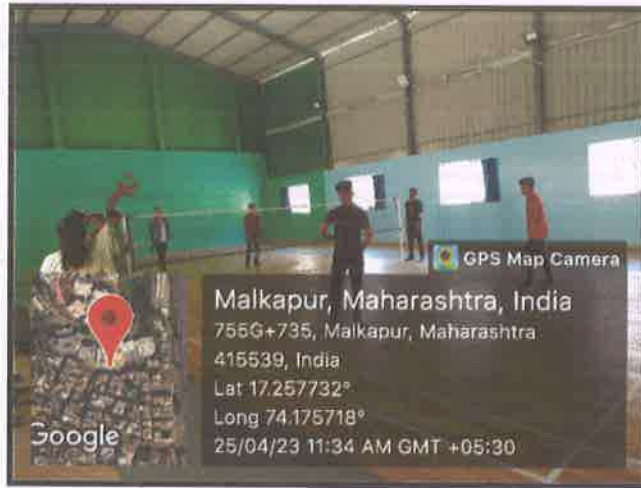 GPS Map Camera
Malkapur, Maharashtra, India
755G+735, Malkapur, Maharashtra
415539, India
Lat 17.257732°
Long 74.175718°
25/04/23 11:34 AM GMT +05:30
Google